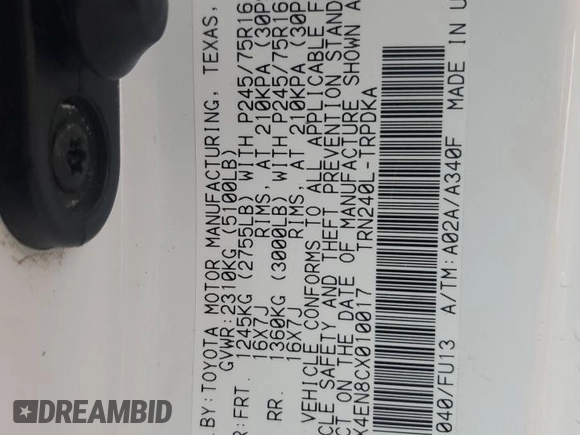 BY: TOYOTA MOTOR MANUFACTURING, TEXAS,
GVWR: 2310KG (5100LB)
FRT. 1245KG (2755LB) WITH P245/75R16
16X7J RIMS, AT 210KPA (30P
RR. 1360KG (3000LB) WITH P245/75R16
16X7J RIMS, AT 210KPA (30P
VEHICLE CONFORMS TO ALL APPLICABLE F
CLE SAFETY AND THEFT PREVENTION STAND
CT ON THE DATE OF MANUFACTURE SHOWN A
X4EN8CX010017 TRN240L-TRPDKA
040/FU13 A/TM: A02A/A340F MADE IN U
DREAMBID